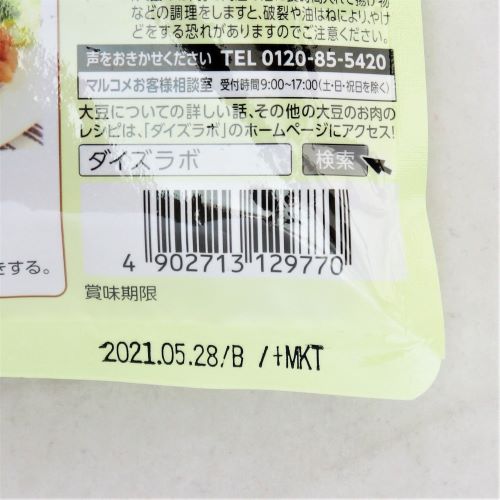 などの調理をしますと、破裂や油はねにより、やけ
どをする恐れがありますのでご注意ください。
声をおきかせください TEL 0120-85-5420
マルコメお客様相談室 受付時間9:00~17:00(土・日・祝日を除く)
大豆についての詳しい話、その他の大豆のお肉の
レシピは、「ダイズラボ」のホームページにアクセス!
ダイズラボ 検索
をする。
4 902713 129770
賞味期限
2021.05.28/B /+MKT